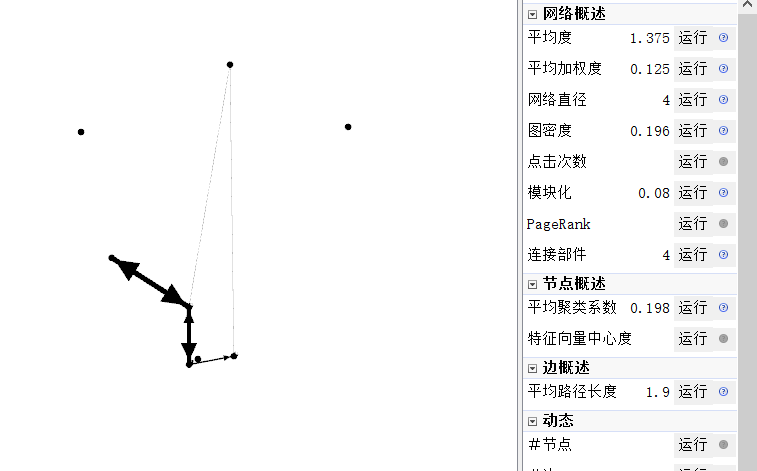 网络概述
平均度 1.375 运行
平均加权度 0.125 运行
网络直径 4 运行
图密度 0.196 运行
点击次数 运行
模块化 0.08 运行
PageRank 运行
连接部件 4 运行
节点概述
平均聚类系数 0.198 运行
特征向量中心度 运行
边概述
平均路径长度 1.9 运行
动态
＃节点 运行